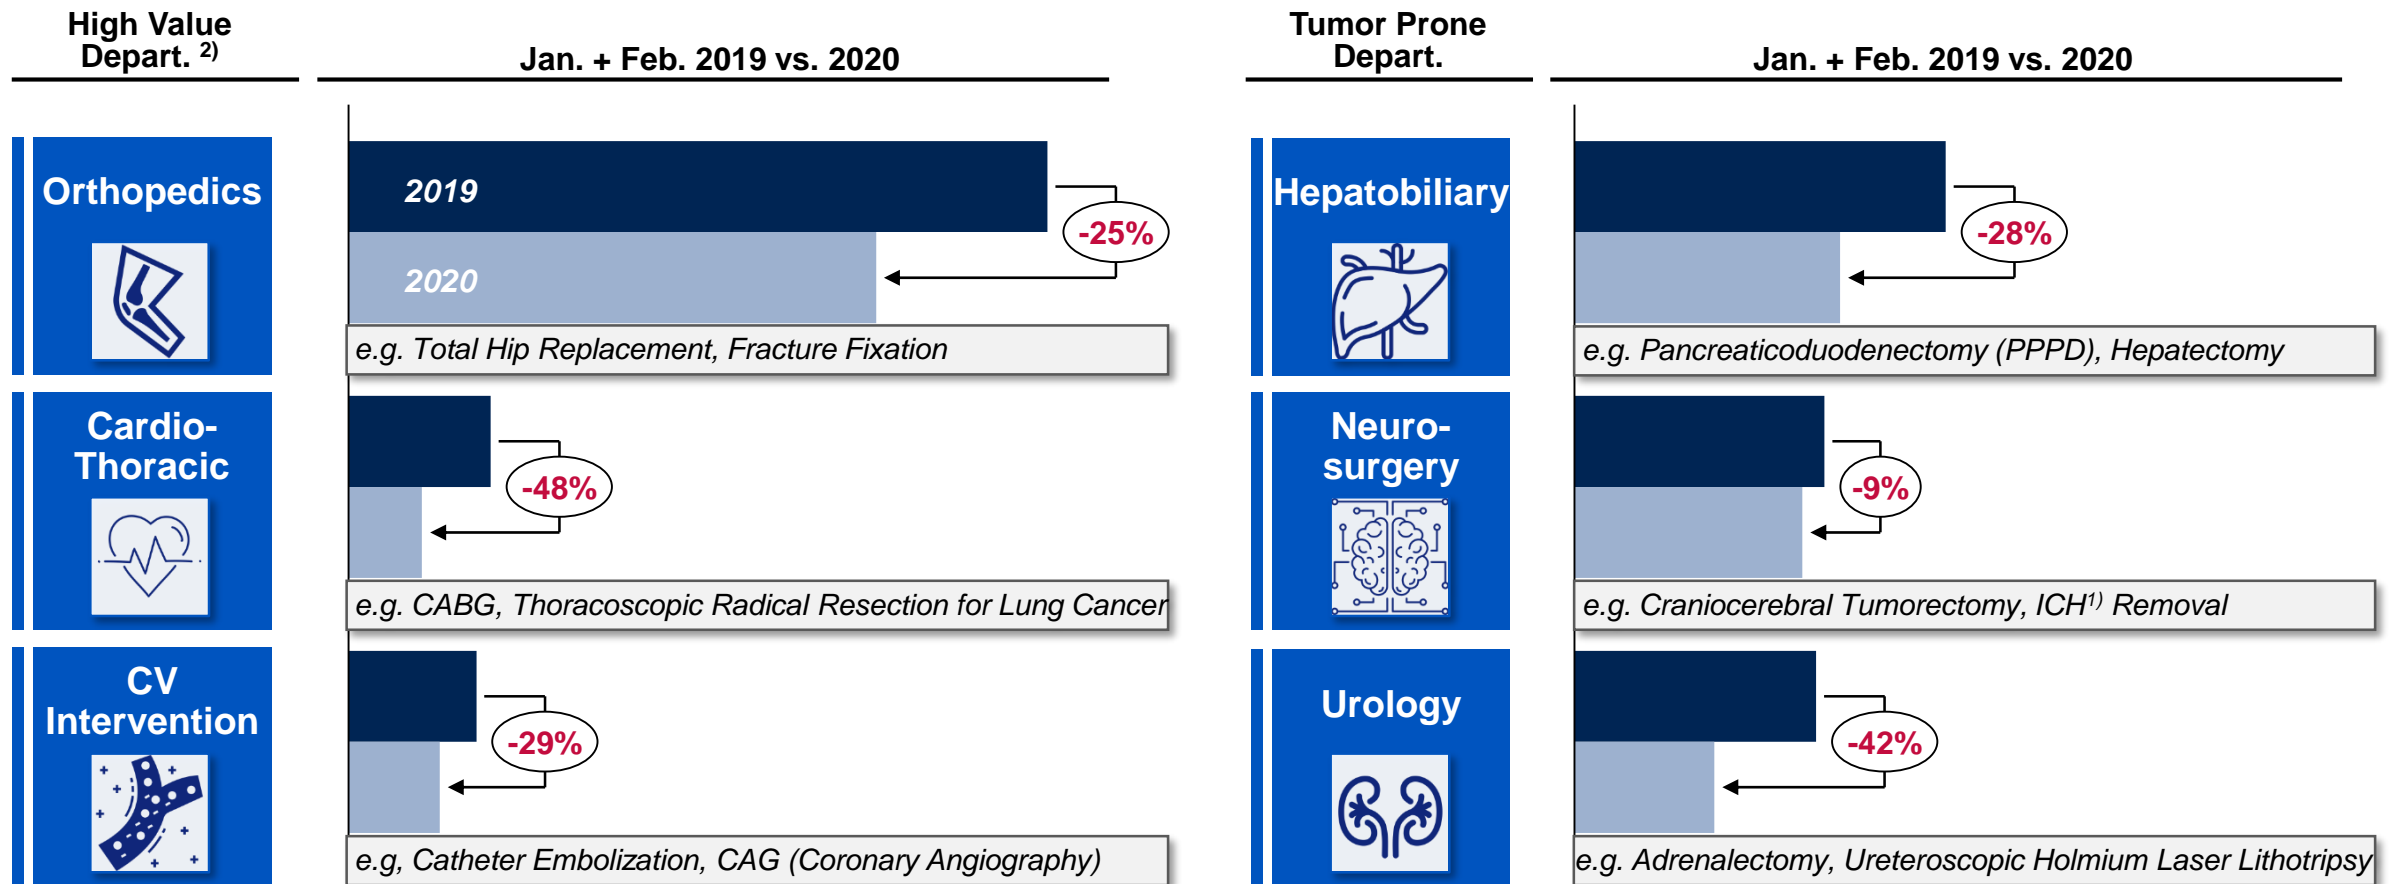 High Value
Depart. 2)
Jan. + Feb. 2019 vs. 2020
Orthopedics
2019
2020
-25%
e.g. Total Hip Replacement, Fracture Fixation
Cardio-
Thoracic
-48%
e.g. CABG, Thoracoscopic Radical Resection for Lung Cancer
CV
Intervention
-29%
e.g, Catheter Embolization, CAG (Coronary Angiography)
Tumor Prone
Depart.
Jan. + Feb. 2019 vs. 2020
Hepatobiliary
-28%
e.g. Pancreaticoduodenectomy (PPPD), Hepatectomy
Neuro-
surgery
-9%
e.g. Craniocerebral Tumorectomy, ICH1) Removal
Urology
-42%
e.g. Adrenalectomy, Ureteroscopic Holmium Laser Lithotripsy